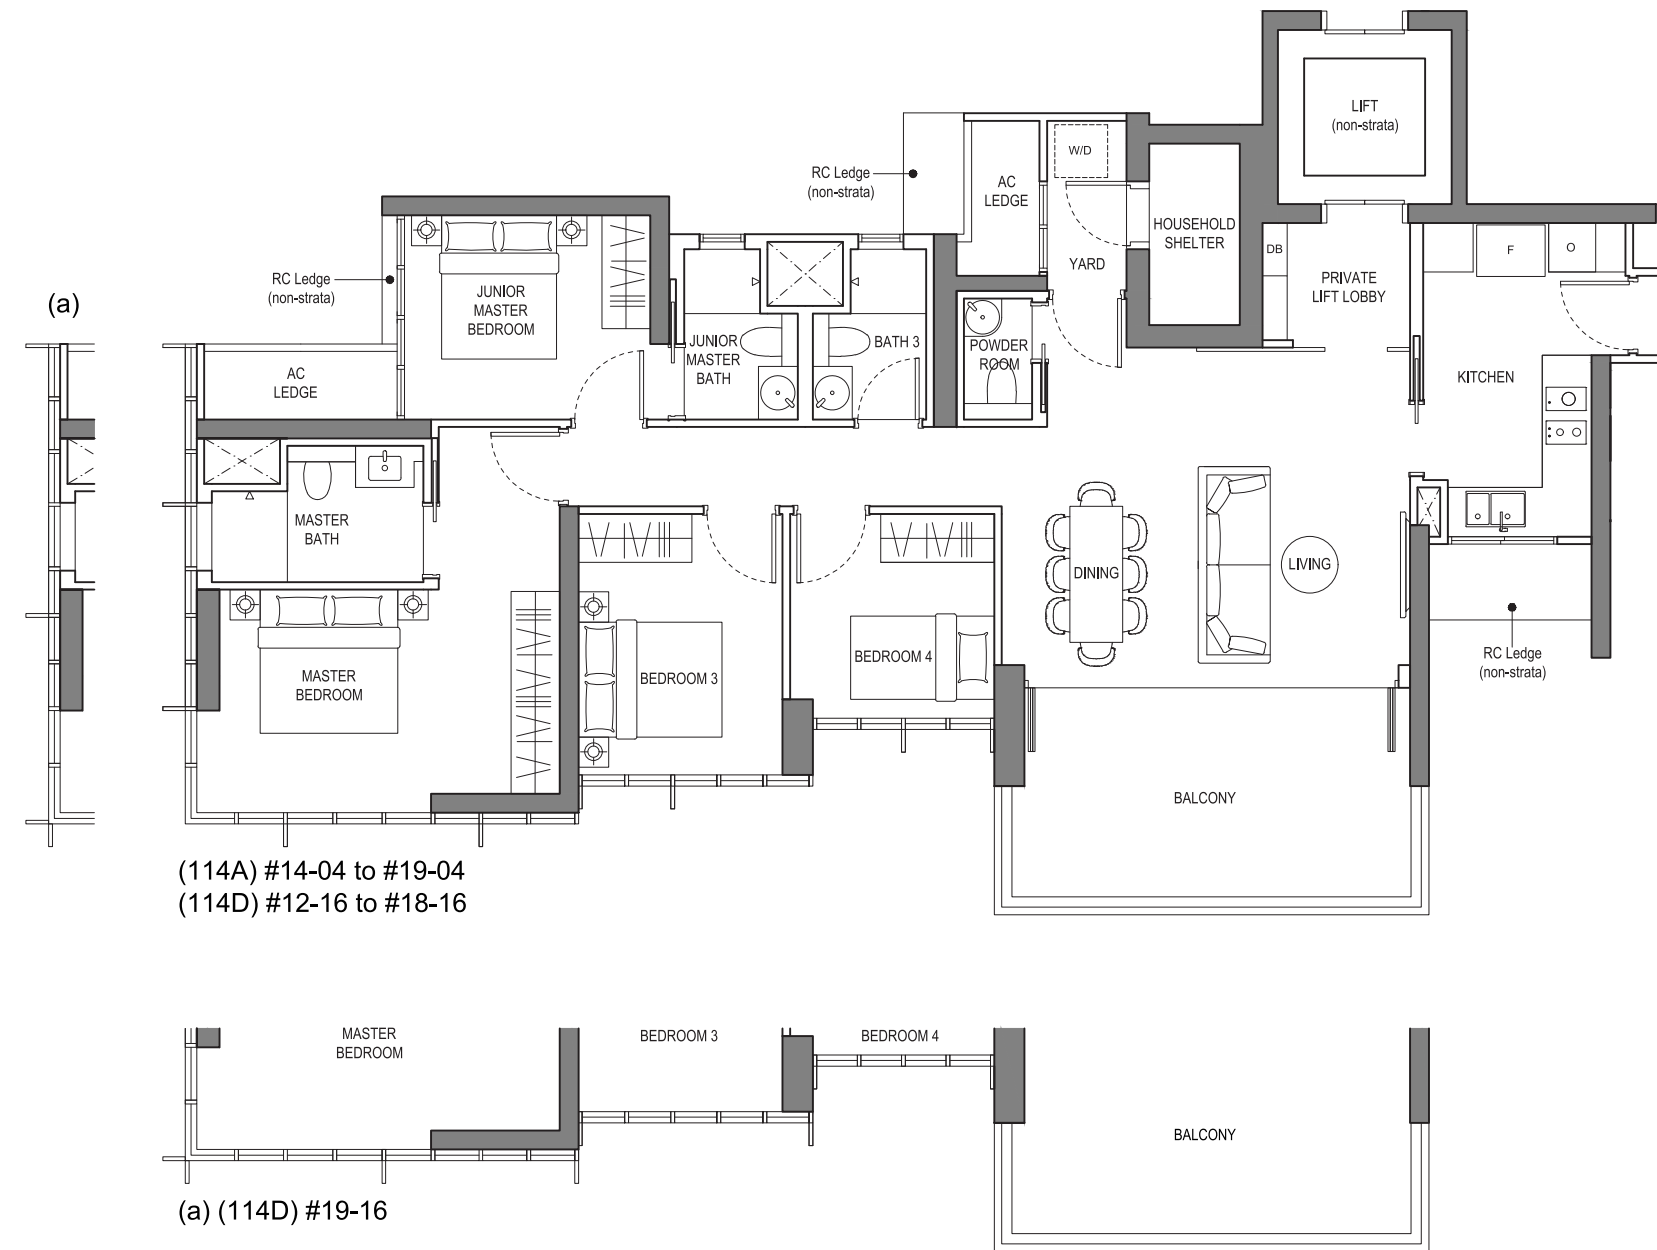 LIFT
(non-strata)
RC Ledge
(non-strata)
AC
LEDGE
W/D
HOUSEHOLD
SHELTER
YARD
DB
PRIVATE
LIFT LOBBY
F
O
RC Ledge
(non-strata)
JUNIOR
MASTER
BEDROOM
(a)
JUNIOR
MASTER
BATH
BATH 3
POWDER
ROOM
KITCHEN
AC
LEDGE
MASTER
BATH
DINING
LIVING
MASTER
BEDROOM
BEDROOM 3
BEDROOM 4
RC Ledge
(non-strata)
BALCONY
(114A) #14-04 to #19-04
(114D) #12-16 to #18-16
MASTER
BEDROOM
BEDROOM 3
BEDROOM 4
BALCONY
(a) (114D) #19-16